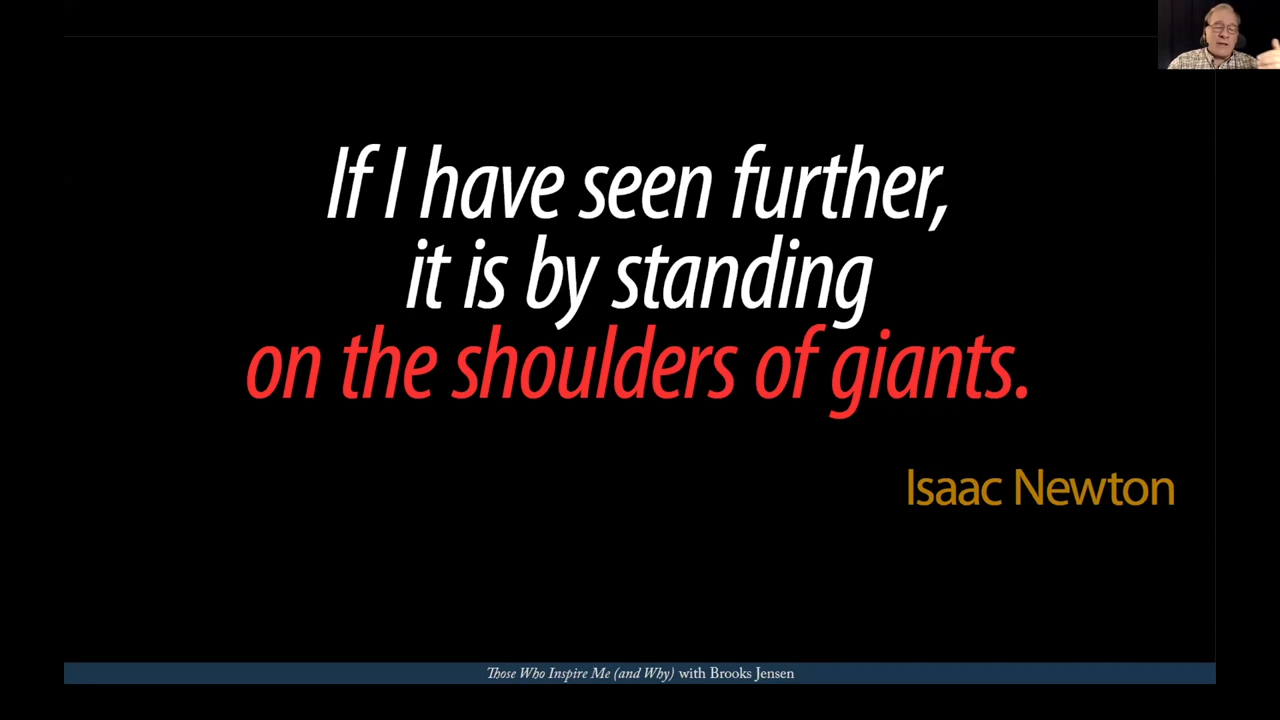 If I have seen further,
it is by standing
on the shoulders of giants.
Isaac Newton
Those Who Inspire Me (and Why) with Brooks Jensen